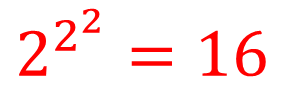 2^{2^2} = 16